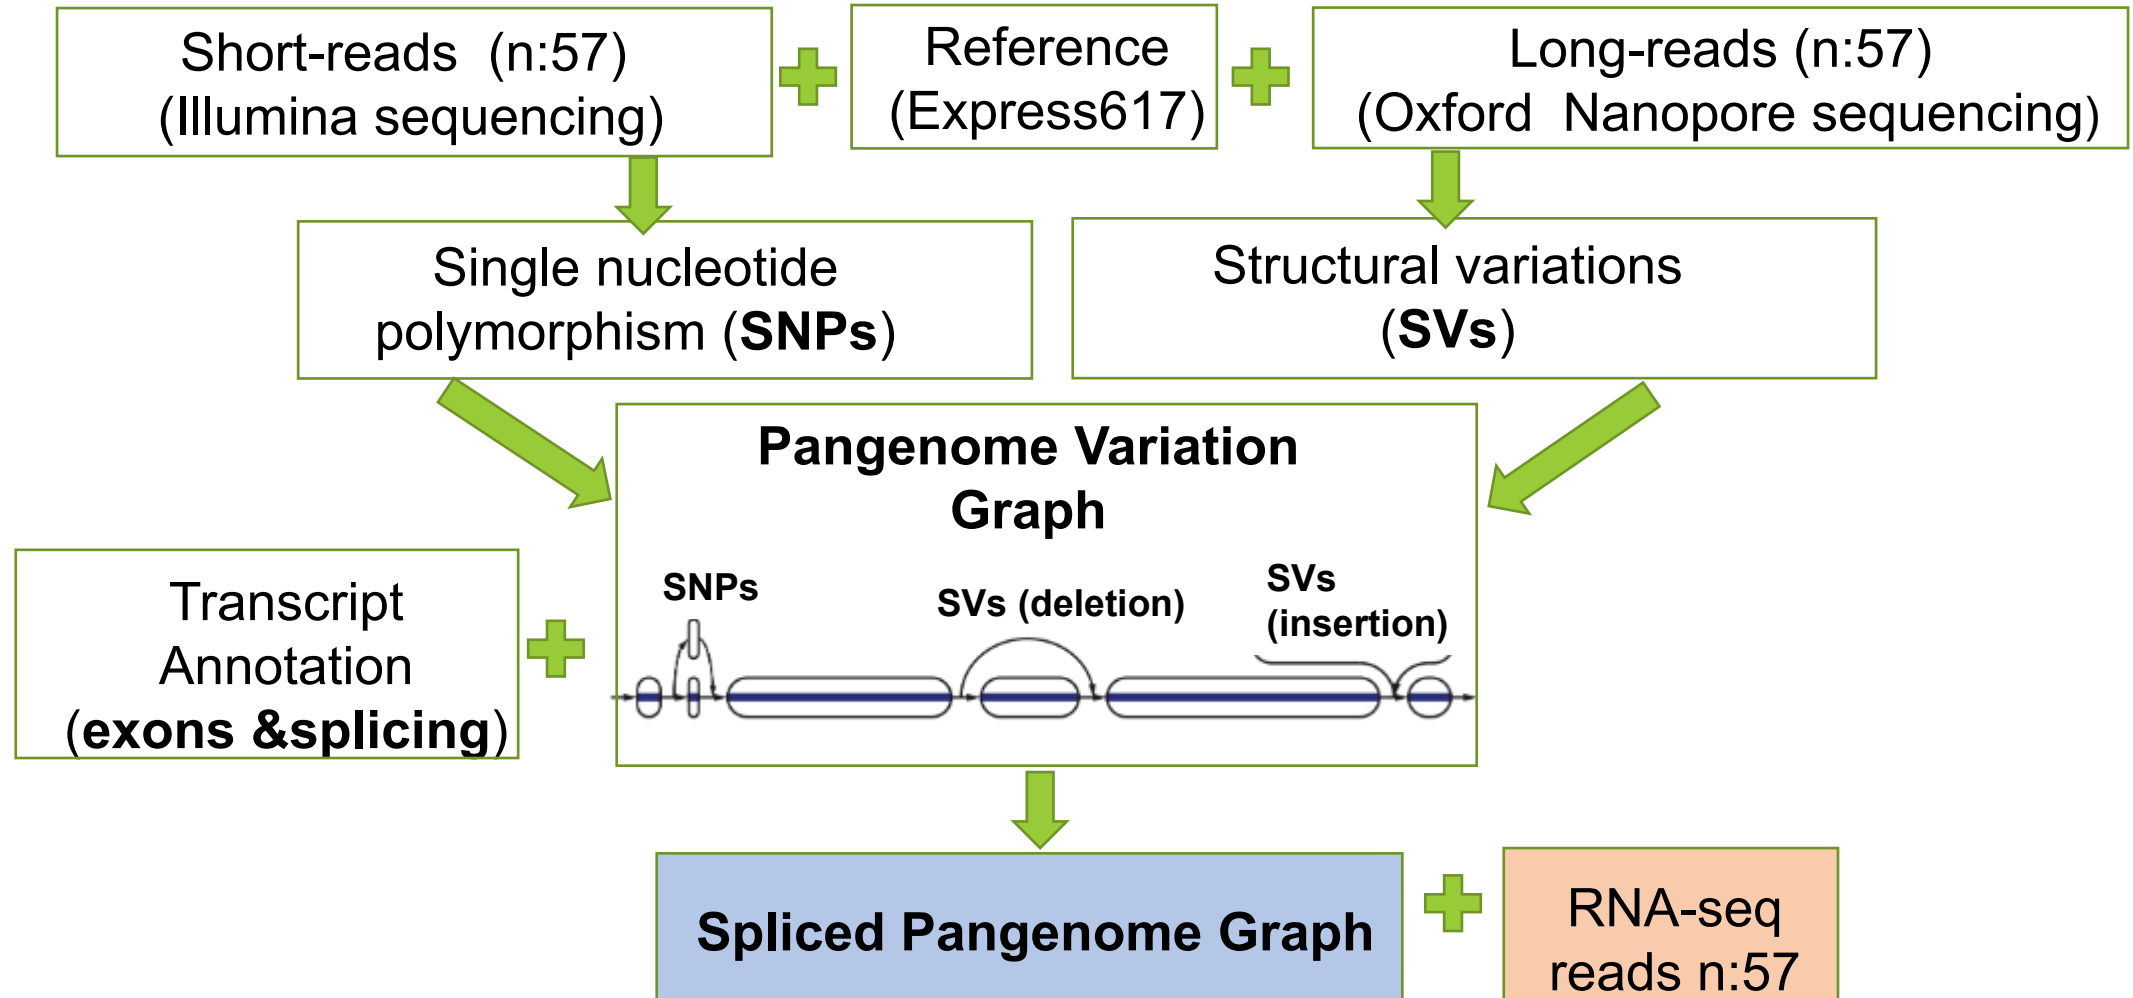 Short-reads  (n:57)
(Illumina sequencing)
Reference
(Express617)
Long-reads (n:57)
(Oxford  Nanopore sequencing)
Single nucleotide
polymorphism (SNPs)
Structural variations
(SVs)
Pangenome Variation
Graph
SNPs
SVs (deletion)
SVs
(insertion)
Transcript
Annotation
(exons &splicing)
Spliced Pangenome Graph
RNA-seq
reads n:57